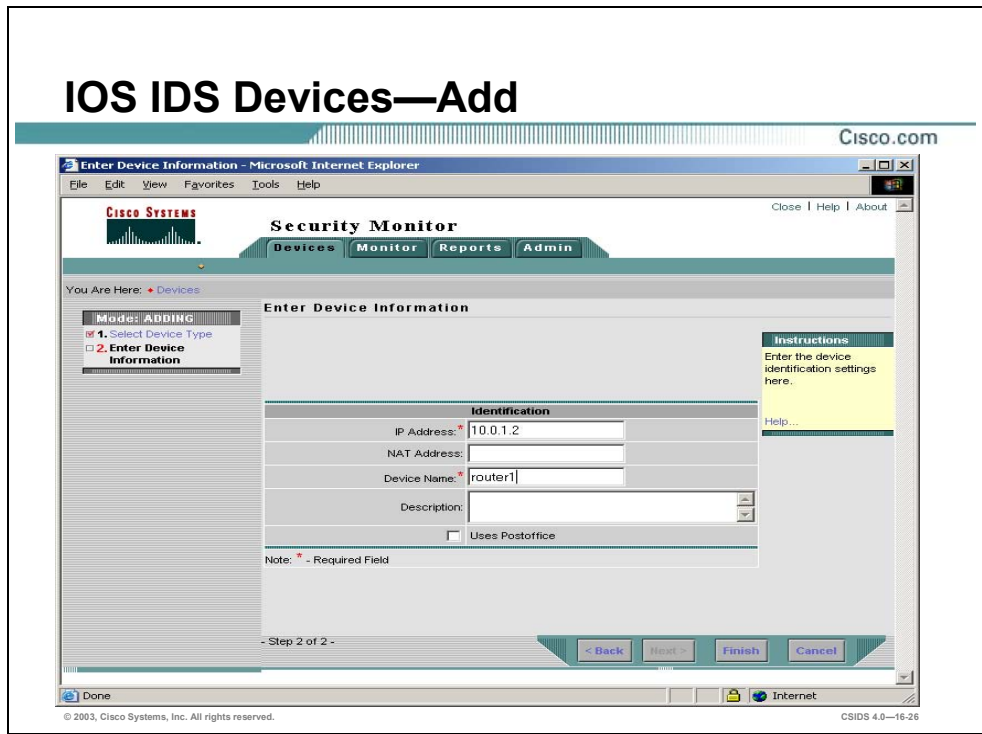 IOS IDS Devices—Add
Cisco.com
Enter Device Information - Microsoft Internet Explorer
File Edit View Favorites Tools Help
Close | Help | About
CISCO SYSTEMS
Security Monitor
Devices Monitor Reports Admin
You Are Here: Devices
Mode: ADDING
1. Select Device Type
2. Enter Device
Information
Enter Device Information
Instructions
Enter the device
identification settings
here.
Help...
Identification
IP Address:* 10.0.1.2
NAT Address:
Device Name:* router1
Description:
Uses Postoffice
Note: * - Required Field
- Step 2 of 2 -
< Back Next > Finish Cancel
Done Internet
© 2003, Cisco Systems, Inc. All rights reserved.
CSIDS 4.0—16-26